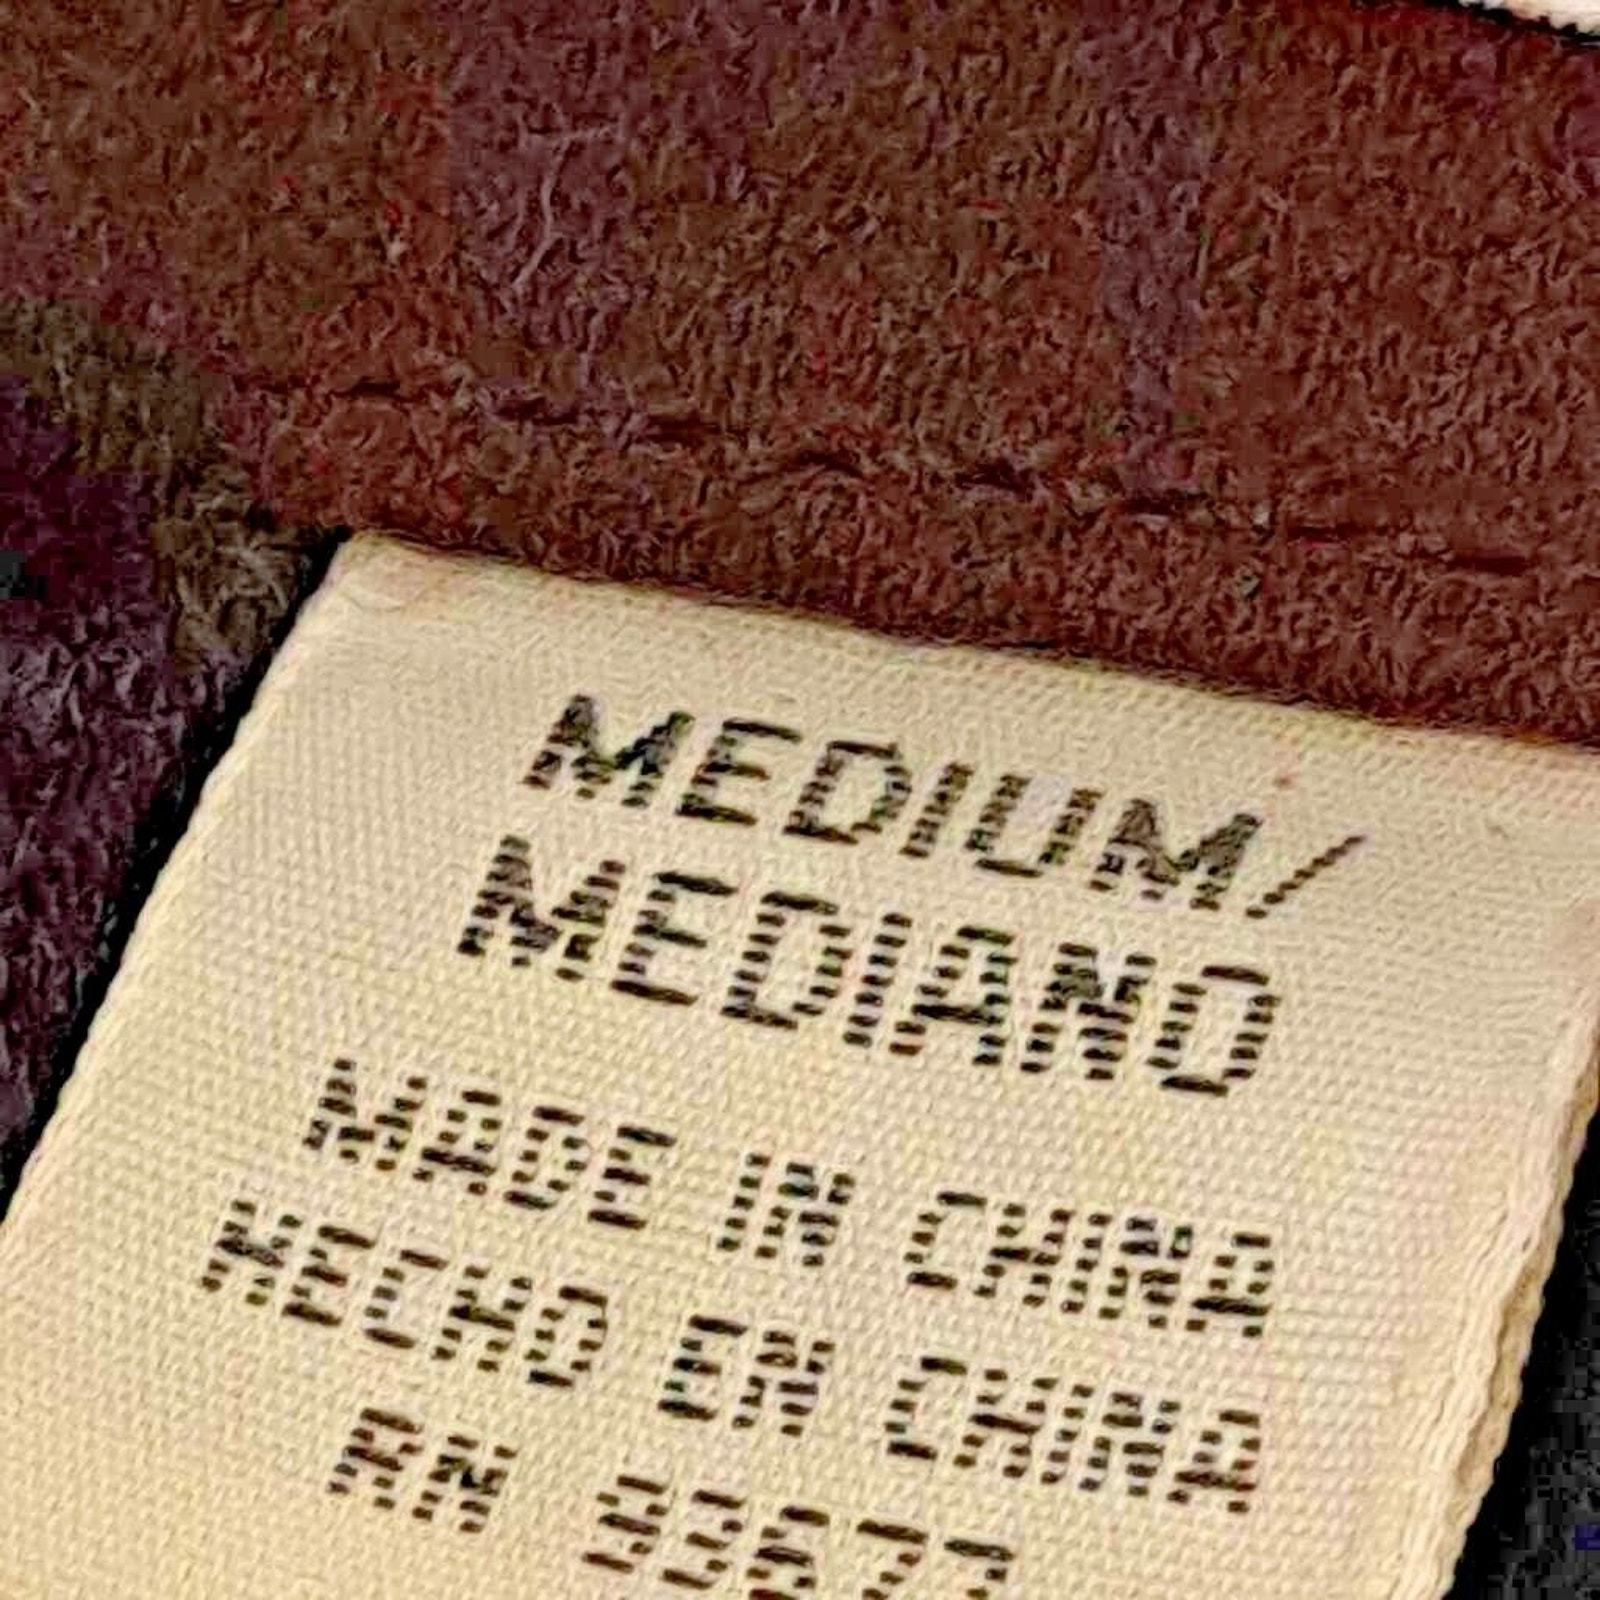 MEDIUM/
MEDIANO
MADE IN CHINA
HECHO EN CHINA
RN